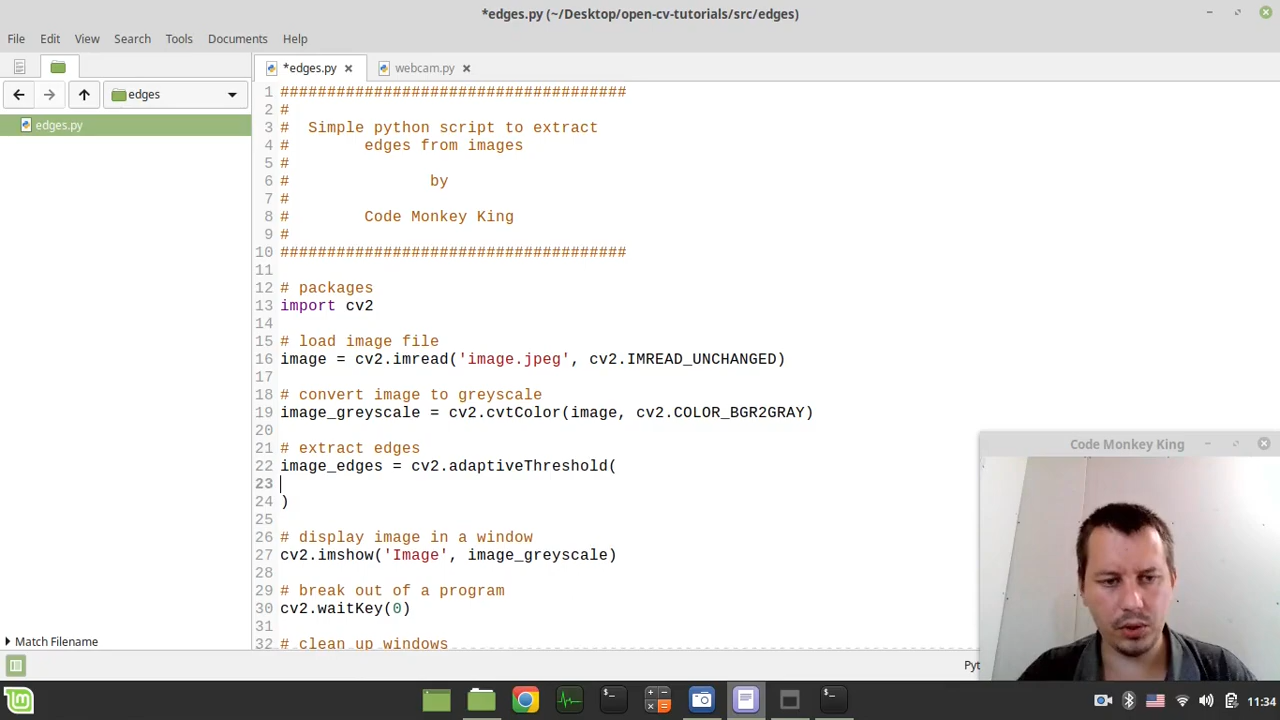 *edges.py (~/Desktop/open-cv-tutorials/src/edges)
File Edit View Search Tools Documents Help
*edges.py
webcam.py
edges
edges.py
1 #####################################
2 #
3 #  Simple python script to extract
4 #        edges from images
5 #
6 #               by
7 #
8 #        Code Monkey King
9 #
10 #####################################
11
12 # packages
13 import cv2
14
15 # load image file
16 image = cv2.imread('image.jpeg', cv2.IMREAD_UNCHANGED)
17
18 # convert image to greyscale
19 image_greyscale = cv2.cvtColor(image, cv2.COLOR_BGR2GRAY)
20
21 # extract edges
22 image_edges = cv2.adaptiveThreshold(
23
24 )
25
26 # display image in a window
27 cv2.imshow('Image', image_greyscale)
28
29 # break out of a program
30 cv2.waitKey(0)
31
32 # clean up windows
Code Monkey King
Match Filename
Pyt
11:34